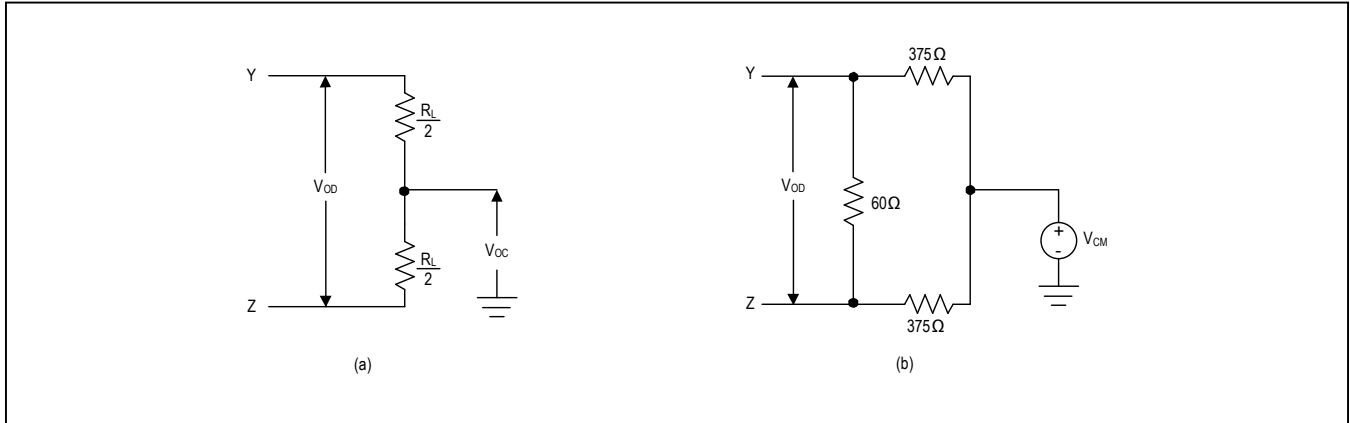 Y
R_L
2
V_OD
V_OC
R_L
2
Z
(a)
375Ω
Y
V_OD
60Ω
+
-
V_CM
Z
375Ω
(b)